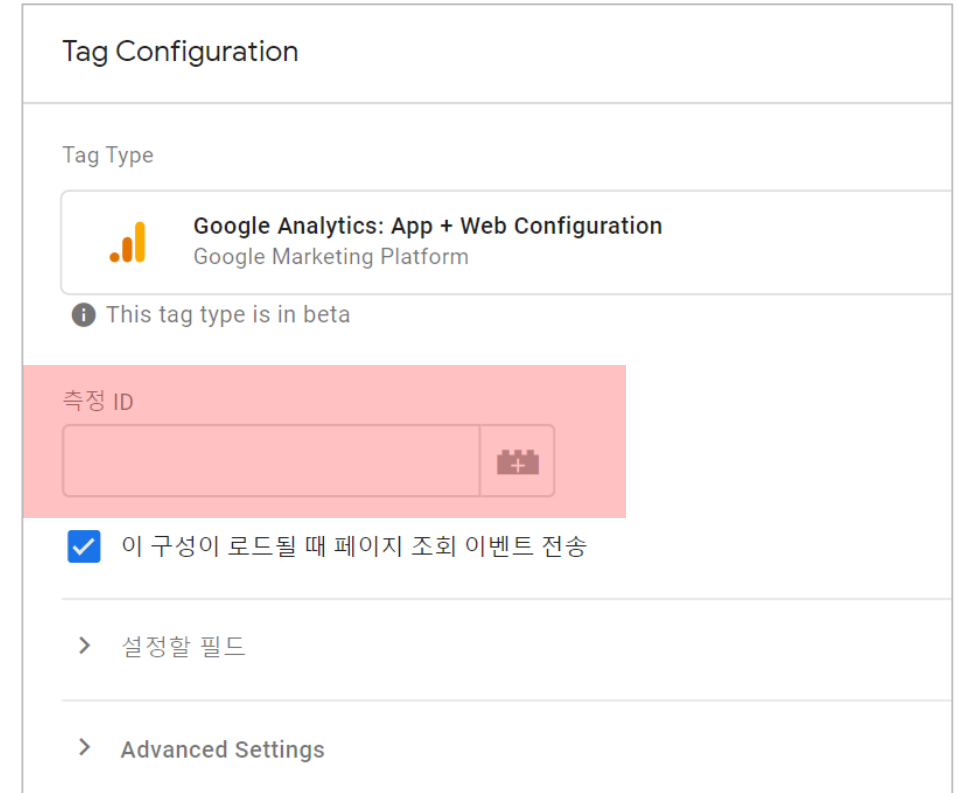 Tag Configuration
Tag Type
Google Analytics: App + Web Configuration
Google Marketing Platform
This tag type is in beta
측정 ID
이 구성이 로드될 때 페이지 조회 이벤트 전송
설정할 필드
Advanced Settings